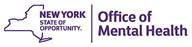 NEW YORK
STATE OF
OPPORTUNITY.
Office of
Mental Health